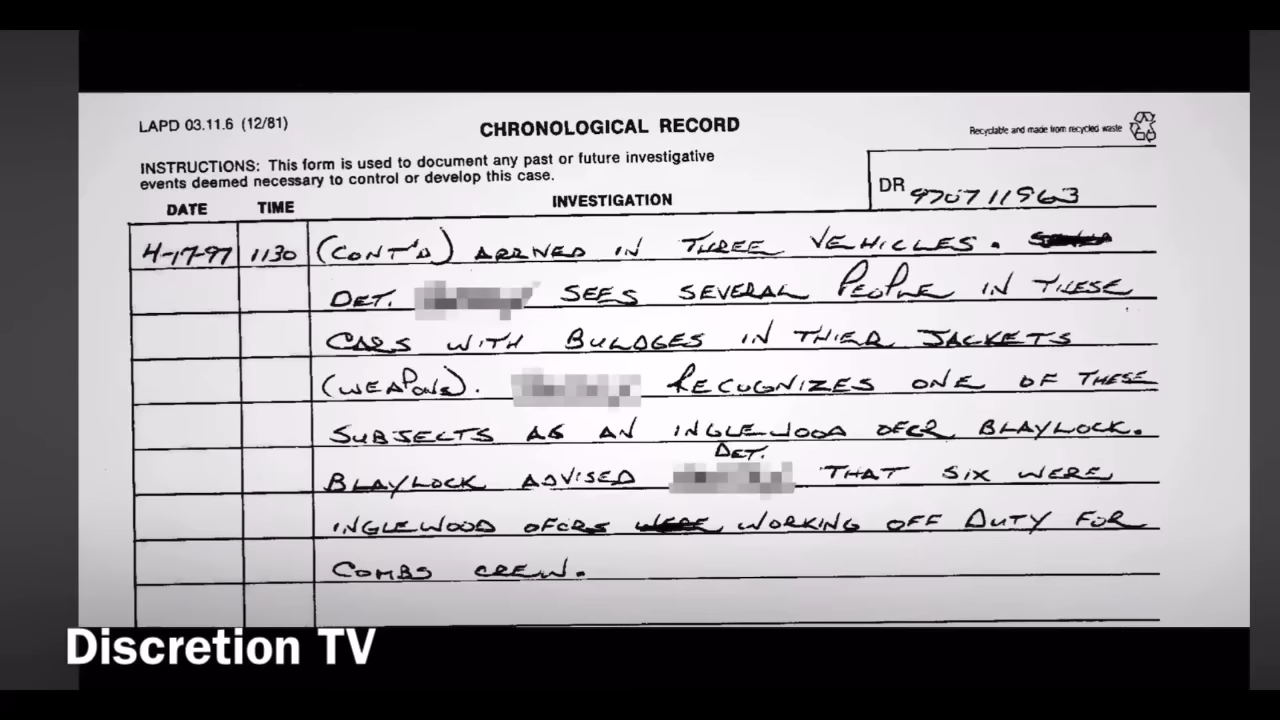 LAPD 03.11.6 (12/81)
CHRONOLOGICAL RECORD
Recyclable and made from recycled waste
INSTRUCTIONS: This form is used to document any past or future investigative
events deemed necessary to control or develop this case.
DR 970711963
DATE TIME INVESTIGATION
4-17-97 1130 (CONT'D) ARRIVED IN THREE VEHICLES.
DET. SEES SEVERAL PEOPLE IN THESE
CARS WITH BULDGES IN THIER JACKETS
(WEAPONS). RECOGNIZES ONE OF THESE
SUBJECTS AS AN INGLEWOOD OFCR BLAYLOCK.
DET.
BLAYLOCK ADVISED THAT SIX WERE
INGLEWOOD OFCRS WERE WORKING OFF DUTY FOR
COMBS CREW.
Discretion TV